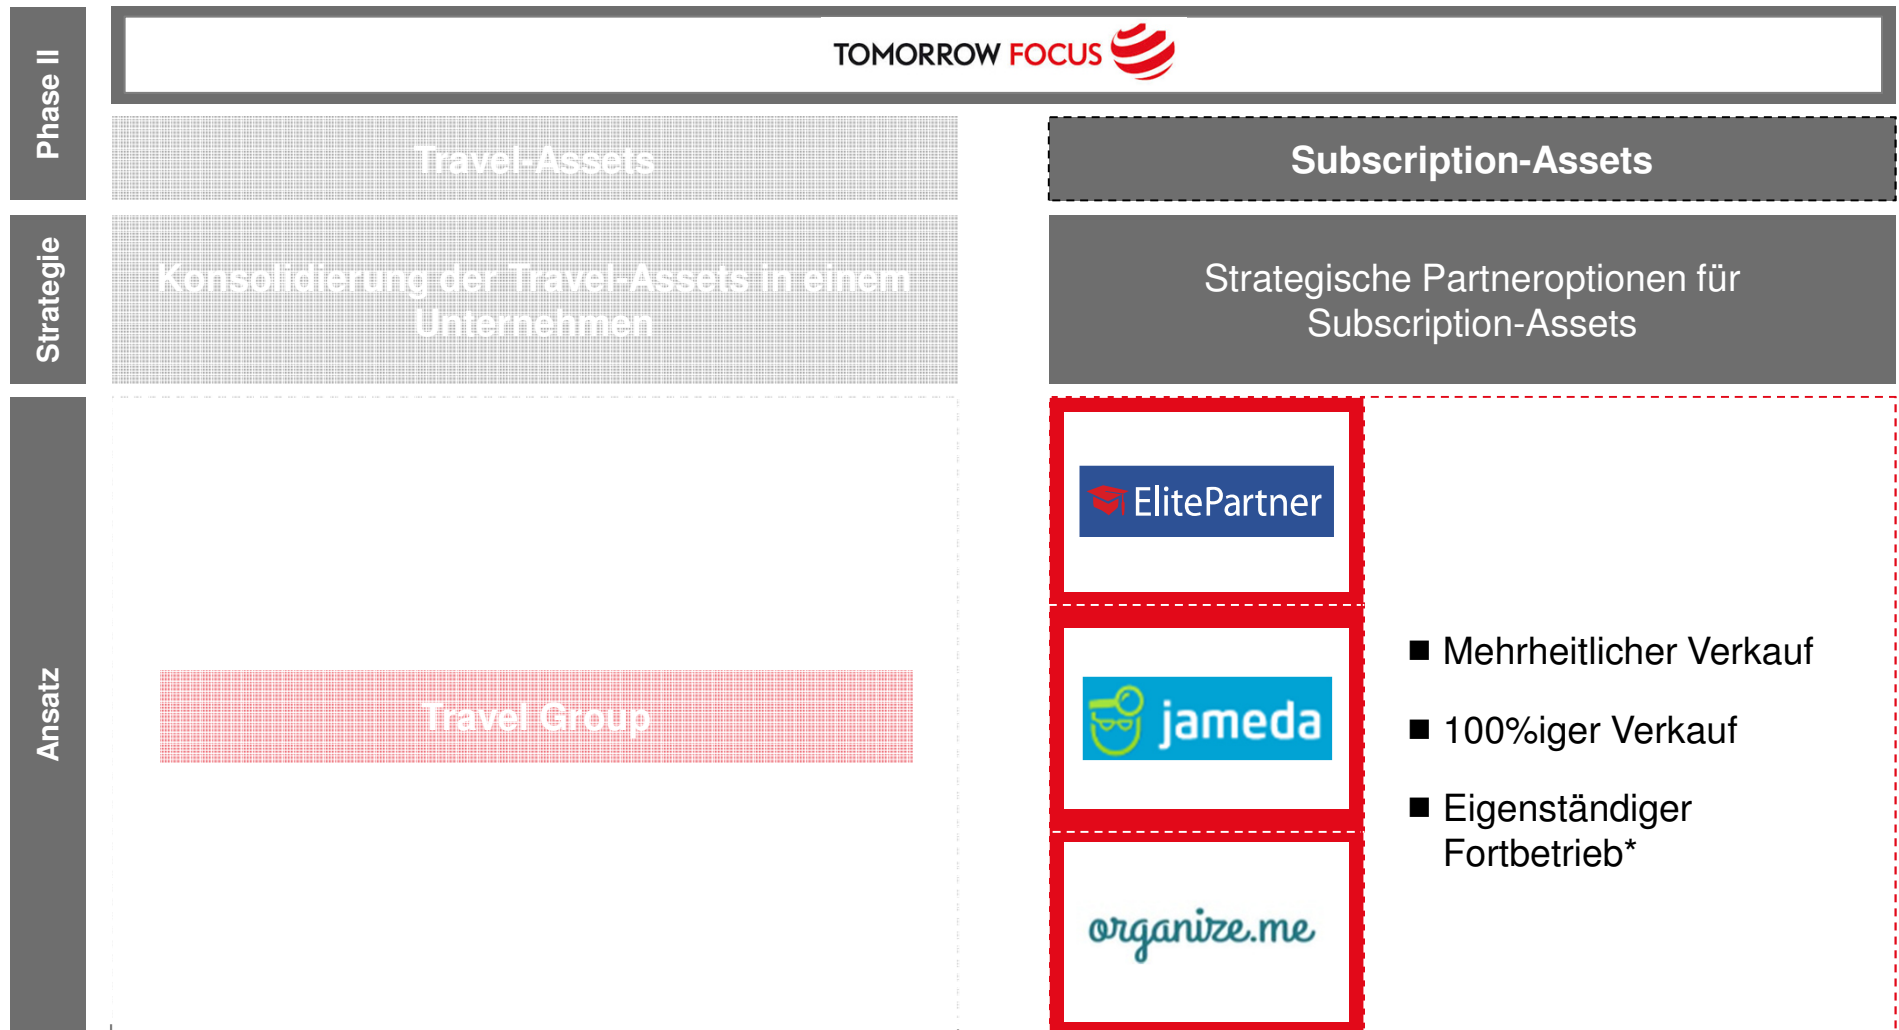 Phase II
TOMORROW FOCUS
Travel-Assets
Subscription-Assets
Strategie
Konsolidierung der Travel-Assets in einem
Unternehmen
Strategische Partneroptionen für
Subscription-Assets
Ansatz
Travel Group
ElitePartner
jameda
organize.me
■ Mehrheitlicher Verkauf
■ 100%iger Verkauf
■ Eigenständiger
Fortbetrieb*